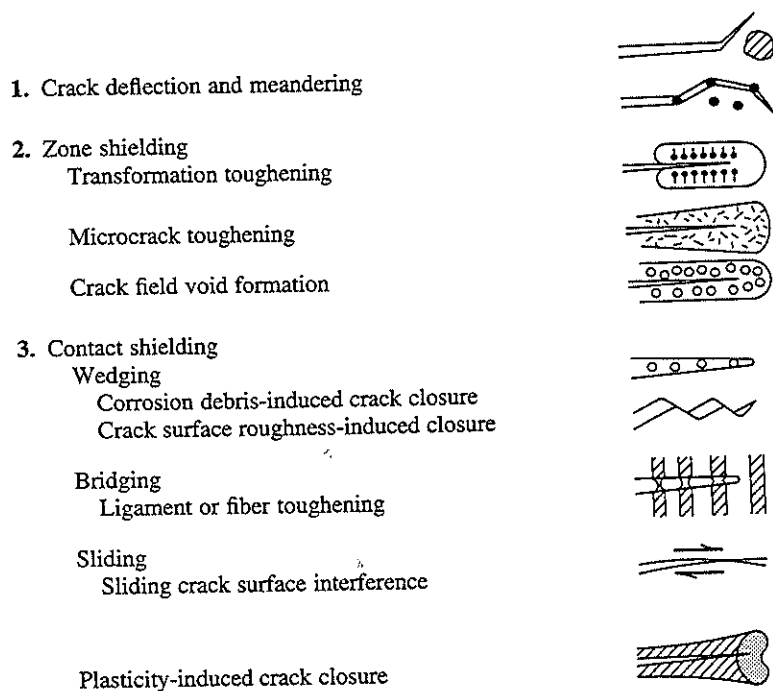 1. Crack deflection and meandering
2. Zone shielding
Transformation toughening
Microcrack toughening
Crack field void formation
3. Contact shielding
Wedging
Corrosion debris-induced crack closure
Crack surface roughness-induced closure
Bridging
Ligament or fiber toughening
Sliding
Sliding crack surface interference
Plasticity-induced crack closure